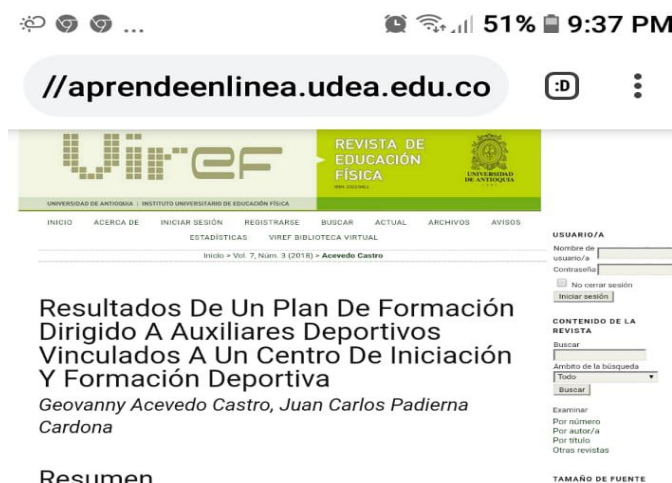 ... 51% 9:37 PM
//aprendeenlinea.udea.edu.co :D
Viref
REVISTA DE
EDUCACIÓN
FÍSICA
UNIVERSIDAD
DE ANTIOQUIA
UNIVERSIDAD DE ANTIOQUIA | INSTITUTO UNIVERSITARIO DE EDUCACIÓN FÍSICA
INICIO ACERCA DE INICIAR SESIÓN REGISTRARSE BUSCAR ACTUAL ARCHIVOS AVISOS
ESTADÍSTICAS VIREF BIBLIOTECA VIRTUAL
Inicio > Vol. 7, Núm. 3 (2018) > Acevedo Castro
Resultados De Un Plan De Formación
Dirigido A Auxiliares Deportivos
Vinculados A Un Centro De Iniciación
Y Formación Deportiva
Geovanny Acevedo Castro, Juan Carlos Padierna
Cardona
Resumen
USUARIO/A
Nombre de
usuario/a
Contraseña
No cerrar sesión
Iniciar sesión
CONTENIDO DE LA
REVISTA
Buscar
Ámbito de la búsqueda
Todo
Buscar
Examinar
Por número
Por autor/a
Por título
Otras revistas
TAMAÑO DE FUENTE